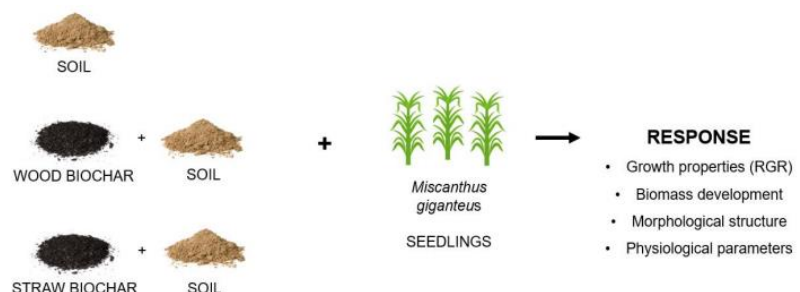 SOIL
+
WOOD BIOCHAR
SOIL
+
STRAW BIOCHAR
SOIL
+
Miscanthus
giganteus
SEEDLINGS
RESPONSE
• Growth properties (RGR)
• Biomass development
• Morphological structure
• Physiological parameters